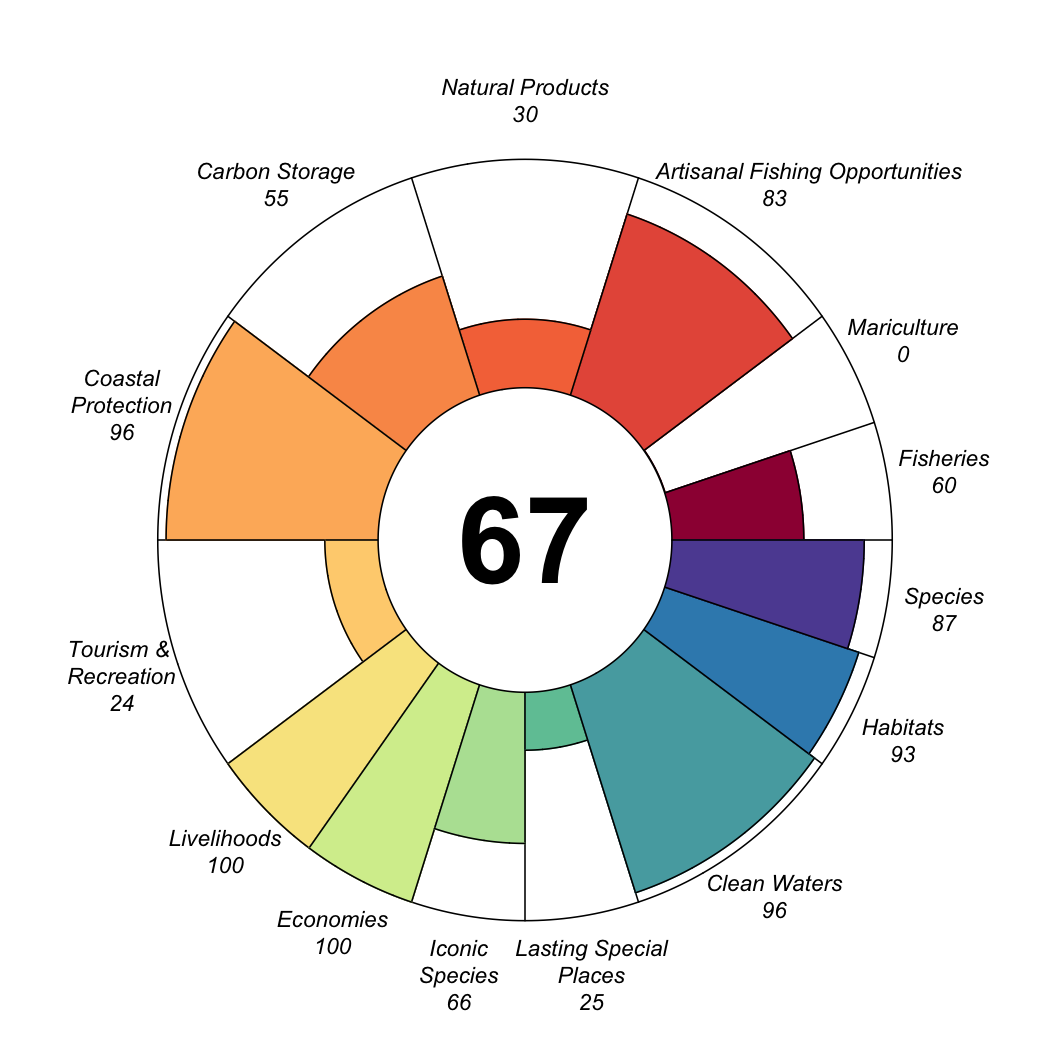 Natural Products
30
Carbon Storage
55
Artisanal Fishing Opportunities
83
Mariculture
0
Coastal
Protection
96
Fisheries
60
67
Species
87
Tourism &
Recreation
24
Habitats
93
Livelihoods
100
Clean Waters
96
Economies
100
Iconic
Species
66
Lasting Special
Places
25